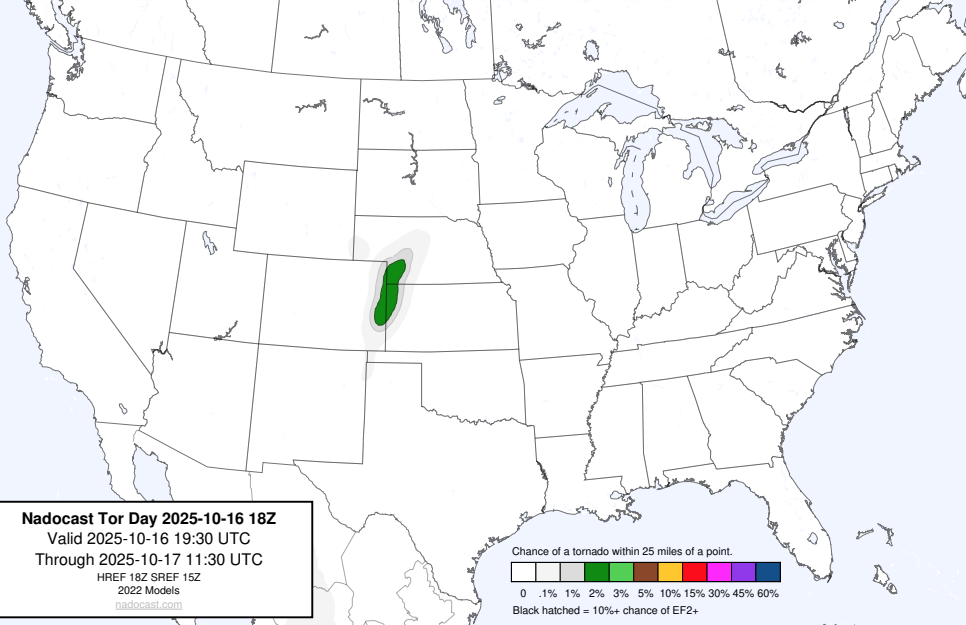 Nadocast Tor Day 2025-10-16 18Z
Valid 2025-10-16 19:30 UTC
Through 2025-10-17 11:30 UTC
HREF 18Z SREF 15Z
2022 Models
nadocast.com
Chance of a tornado within 25 miles of a point.
0 .1% 1% 2% 3% 5% 10% 15% 30% 45% 60%
Black hatched = 10%+ chance of EF2+